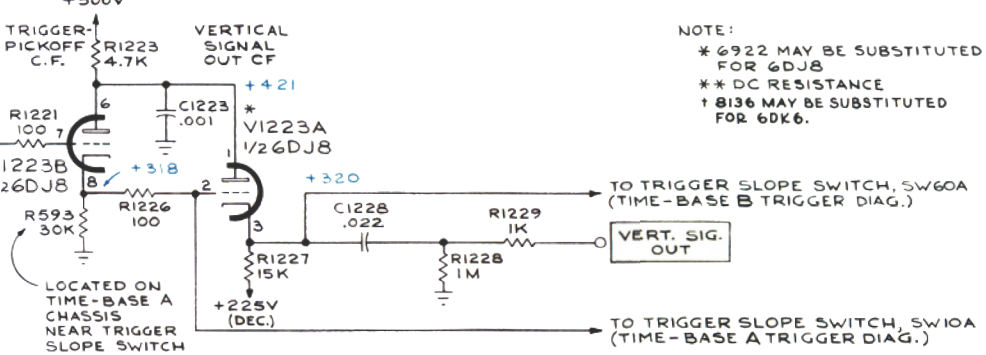 +500V
TRIGGER-
PICKOFF
C.F.
R1223
4.7K
VERTICAL
SIGNAL
OUT CF
NOTE:
* 6922 MAY BE SUBSTITUTED
FOR 6DJ8
** DC RESISTANCE
† 8136 MAY BE SUBSTITUTED
FOR 6DK6.
+421
6
C1223
.001
*
V1223A
1/26DJ8
R1221
100
7
1223B
26DJ8
8
+318
1
+320
2
R1226
100
3
R593
30K
C1228
.022
R1229
1K
TO TRIGGER SLOPE SWITCH, SW60A
(TIME-BASE B TRIGGER DIAG.)
VERT. SIG.
OUT
R1227
15K
R1228
1M
+225V
(DEC.)
LOCATED ON
TIME-BASE A
CHASSIS
NEAR TRIGGER
SLOPE SWITCH
TO TRIGGER SLOPE SWITCH, SW10A
(TIME-BASE A TRIGGER DIAG.)